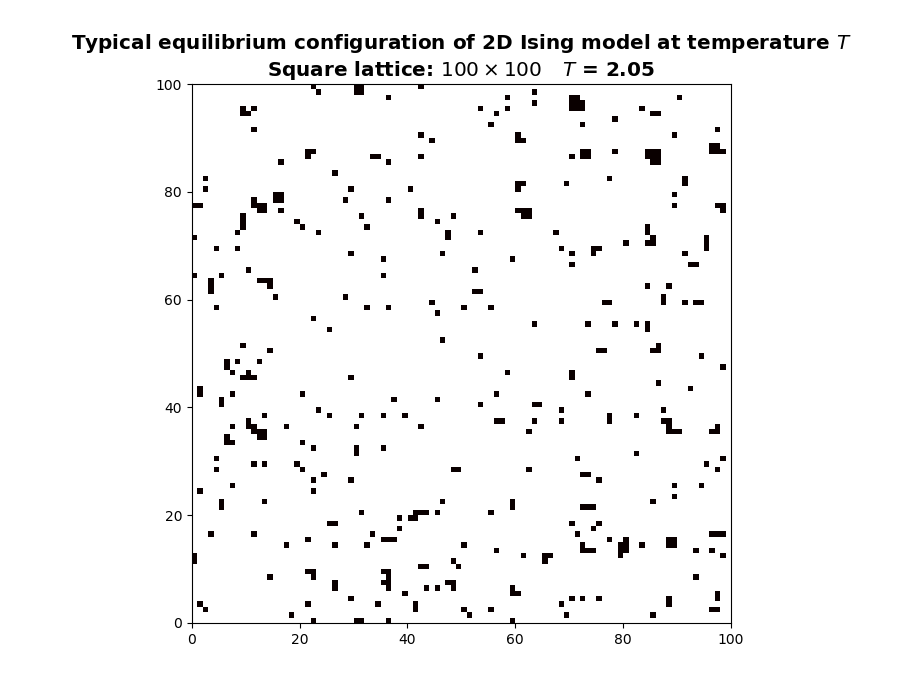 Typical equilibrium configuration of 2D Ising model at temperature T
Square lattice: 100 × 100 T = 2.05
100
80
60
40
20
0
0 20 40 60 80 100